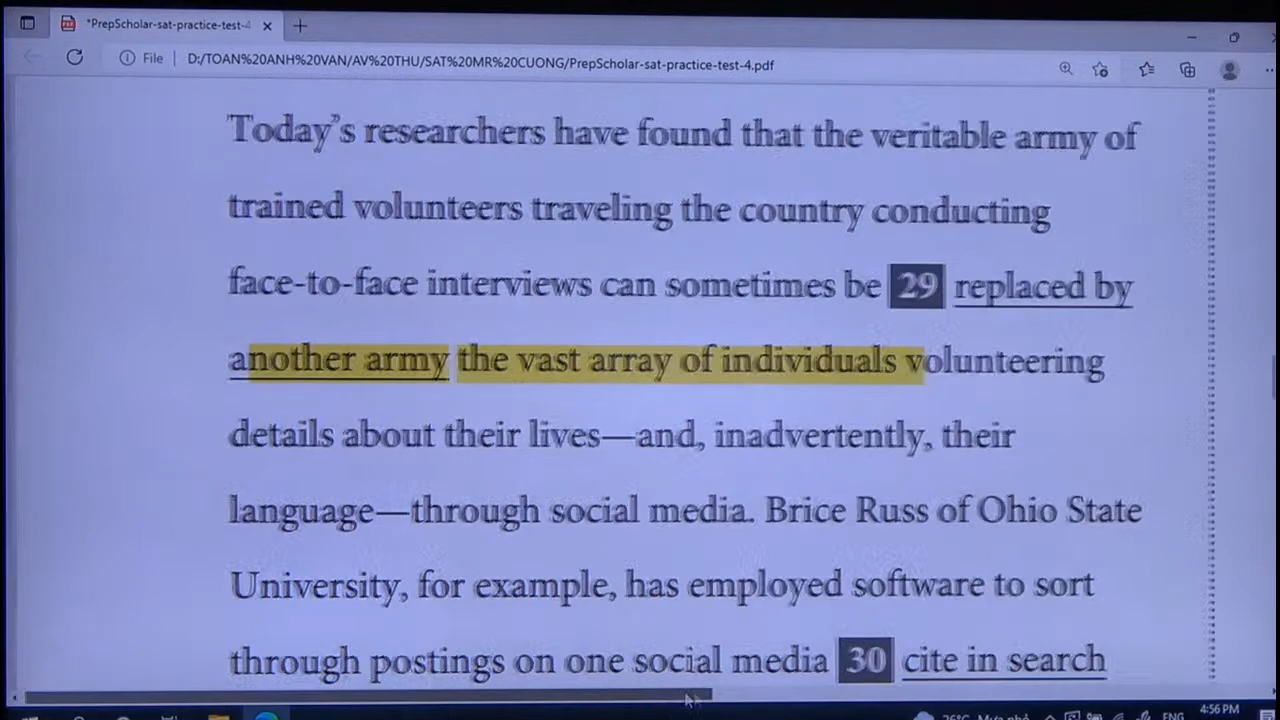 *PrepScholar-sat-practice-test-4
File D:/TOAN%20ANH%20VAN/AV%20THU/SAT%20MR%20CUONG/PrepScholar-sat-practice-test-4.pdf
Today's researchers have found that the veritable army of
trained volunteers traveling the country conducting
face-to-face interviews can sometimes be 29 replaced by
another army the vast array of individuals volunteering
details about their lives—and, inadvertently, their
language—through social media. Brice Russ of Ohio State
University, for example, has employed software to sort
through postings on one social media 30 cite in search
4:56 PM
26°C Mưa nhỏ ENG